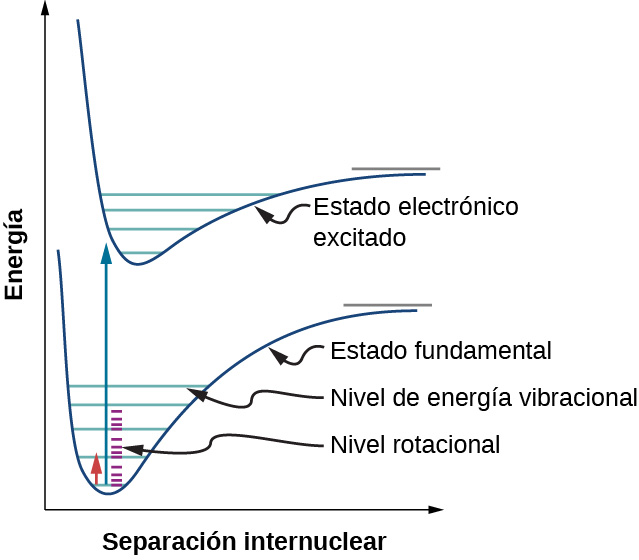 Energía
Estado electrónico
excitado
Estado fundamental
Nivel de energía vibracional
Nivel rotacional
Separación internuclear